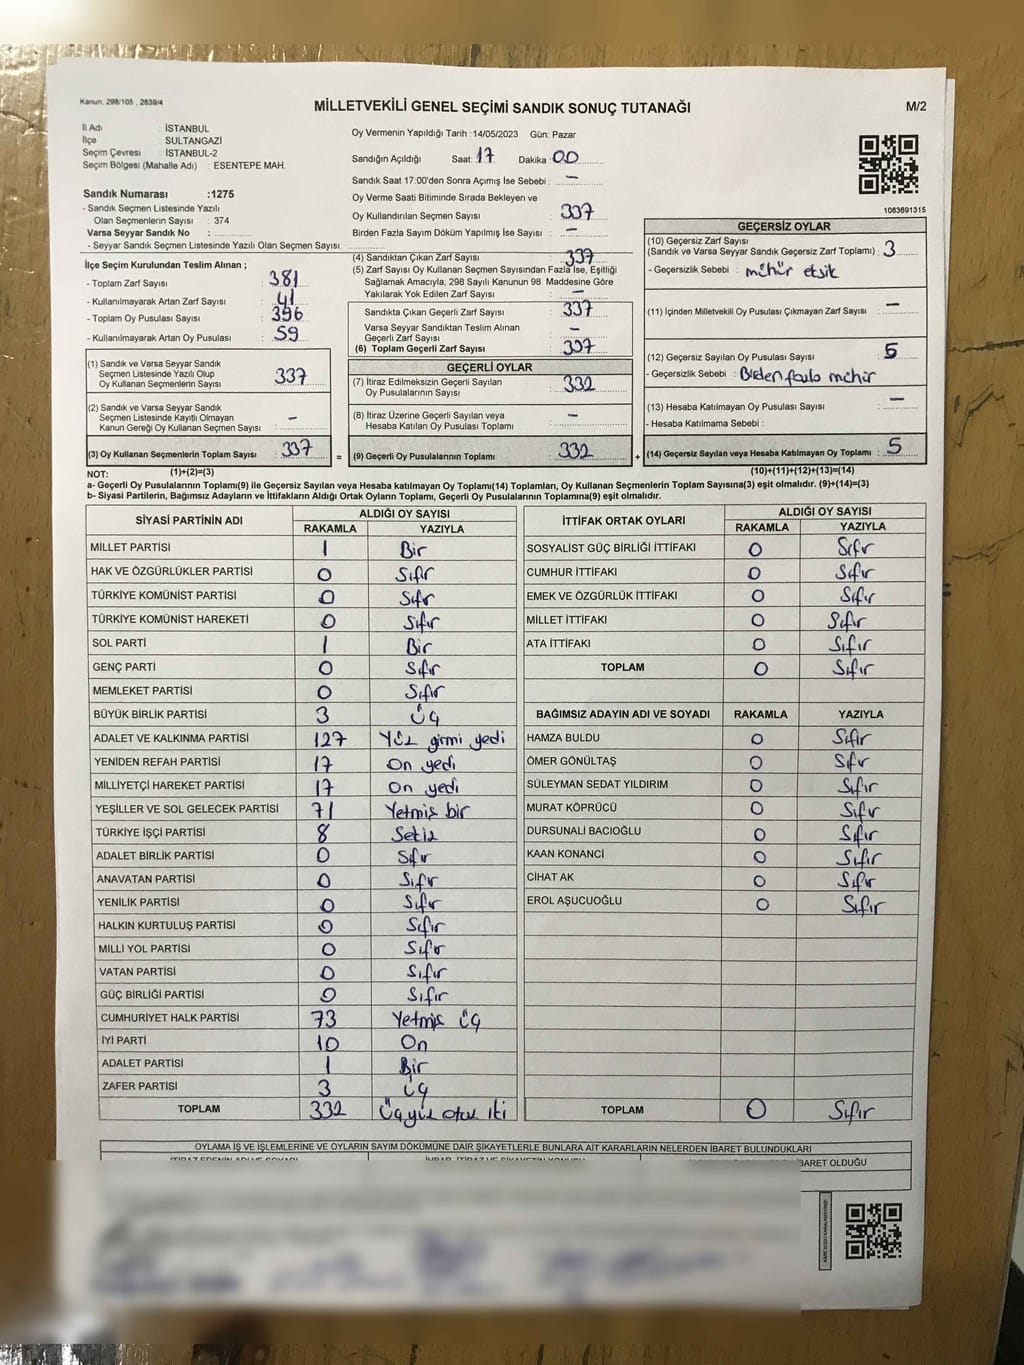 Kanun, 298/105 , 2839/4
MİLLETVEKİLİ GENEL SEÇİMİ SANDIK SONUÇ TUTANAĞI
M/2
İl Adı : İSTANBUL
İlçe : SULTANGAZİ
Seçim Çevresi : İSTANBUL-2
Seçim Bölgesi (Mahalle Adı) : ESENTEPE MAH.
Sandık Numarası :1275
- Sandık Seçmen Listesinde Yazılı
Olan Seçmenlerin Sayısı : 374
Varsa Seyyar Sandık No :
- Seyyar Sandık Seçmen Listesinde Yazılı Olan Seçmen Sayısı:
Oy Vermenin Yapıldığı Tarih :14/05/2023 Gün: Pazar
Sandığın Açıldığı Saat: 17 Dakika : 00
Sandık Saat 17:00'den Sonra Açımış İse Sebebi : —
Oy Verme Saati Bitiminde Sırada Bekleyen ve
Oy Kullandırılan Seçmen Sayısı : 337
Birden Fazla Sayım Döküm Yapılmış İse Sayısı : —
1083691315
İlçe Seçim Kurulundan Teslim Alınan ;
- Toplam Zarf Sayısı : 381
- Kullanılmayarak Artan Zarf Sayısı : 41
- Toplam Oy Pusulası Sayısı : 396
- Kullanılmayarak Artan Oy Pusulası : 59
(4) Sandıktan Çıkan Zarf Sayısı : 337
(5) Zarf Sayısı Oy Kullanan Seçmen Sayısından Fazla İse, Eşitliği
Sağlamak Amacıyla; 298 Sayılı Kanunun 98. Maddesine Göre
Yakılarak Yok Edilen Zarf Sayısı : —
Sandıkta Çıkan Geçerli Zarf Sayısı : 337
Varsa Seyyar Sandıktan Teslim Alınan
Geçerli Zarf Sayısı : —
(6) Toplam Geçerli Zarf Sayısı : 337
GEÇERSİZ OYLAR
(10) Geçersiz Zarf Sayısı
(Sandık ve Varsa Seyyar Sandık Geçersiz Zarf Toplamı) : 3
- Geçersizlik Sebebi : mühür eksik
(11) İçinden Milletvekili Oy Pusulası Çıkmayan Zarf Sayısı : —
(12) Geçersiz Sayılan Oy Pusulası Sayısı : 5
- Geçersizlik Sebebi : Birden fazla mühür
(13) Hesaba Katılmayan Oy Pusulası Sayısı : —
- Hesaba Katılmama Sebebi :
(14) Geçersiz Sayılan veya Hesaba Katılmayan Oy Toplamı : 5
(1) Sandık ve Varsa Seyyar Sandık
Seçmen Listesinde Yazılı Olup
Oy Kullanan Seçmenlerin Sayısı : 337
(2) Sandık ve Varsa Seyyar Sandık
Seçmen Listesinde Kayıtlı Olmayan
Kanun Gereği Oy Kullanan Seçmen Sayısı : —
(3) Oy Kullanan Seçmenlerin Toplam Sayısı : 337
=
GEÇERLİ OYLAR
(7) İtiraz Edilmeksizin Geçerli Sayılan
Oy Pusulalarının Sayısı : 332
(8) İtiraz Üzerine Geçerli Sayılan veya
Hesaba Katılan Oy Pusulası Toplamı : —
(9) Geçerli Oy Pusulalarının Toplamı : 332
+
NOT: (1)+(2)=(3)
(10)+(11)+(12)+(13)=(14)
a- Geçerli Oy Pusulalarının Toplamı(9) ile Geçersiz Sayılan veya Hesaba katılmayan Oy Pusulası(14) Toplamları, Oy Kullanan Seçmenlerin Toplam Sayısına(3) eşit olmalıdır. (9)+(14)=(3)
b- Siyasi Partilerin, Bağımsız Adayların ve İttifakların Aldığı Ortak Oyların Toplamı, Geçerli Oy Pusulalarının Toplamına(9) eşit olmalıdır.
SİYASİ PARTİNİN ADI ALDIĞI OY SAYISI
RAKAMLA YAZIYLA
MİLLET PARTİSİ 1 Bir
HAK VE ÖZGÜRLÜKLER PARTİSİ 0 Sıfır
TÜRKİYE KOMÜNİST PARTİSİ 0 Sıfır
TÜRKİYE KOMÜNİST HAREKETİ 0 Sıfır
SOL PARTİ 1 Bir
GENÇ PARTİ 0 Sıfır
MEMLEKET PARTİSİ 0 Sıfır
BÜYÜK BİRLİK PARTİSİ 3 Üç
ADALET VE KALKINMA PARTİSİ 127 Yüz girmi yedi
YENİDEN REFAH PARTİSİ 17 On yedi
MİLLİYETÇİ HAREKET PARTİSİ 17 On yedi
YEŞİLLER VE SOL GELECEK PARTİSİ 71 Yetmiş bir
TÜRKİYE İŞÇİ PARTİSİ 8 Sekiz
ADALET BİRLİK PARTİSİ 0 Sıfır
ANAVATAN PARTİSİ 0 Sıfır
YENİLİK PARTİSİ 0 Sıfır
HALKIN KURTULUŞ PARTİSİ 0 Sıfır
MİLLİ YOL PARTİSİ 0 Sıfır
VATAN PARTİSİ 0 Sıfır
GÜÇ BİRLİĞİ PARTİSİ 0 Sıfır
CUMHURİYET HALK PARTİSİ 73 Yetmiş üç
İYİ PARTİ 10 On
ADALET PARTİSİ 1 Bir
ZAFER PARTİSİ 3 üç
TOPLAM 332 Üçyüz otuz iki
İTTİFAK ORTAK OYLARI ALDIĞI OY SAYISI
RAKAMLA YAZIYLA
SOSYALİST GÜÇ BİRLİĞİ İTTİFAKI 0 Sıfır
CUMHUR İTTİFAKI 0 Sıfır
EMEK VE ÖZGÜRLÜK İTTİFAKI 0 Sıfır
MİLLET İTTİFAKI 0 Sıfır
ATA İTTİFAKI 0 Sıfır
TOPLAM 0 Sıfır
BAĞIMSIZ ADAYIN ADI VE SOYADI RAKAMLA YAZIYLA
HAMZA BULDU 0 Sıfır
ÖMER GÖNÜLTAŞ 0 Sıfır
SÜLEYMAN SEDAT YILDIRIM 0 Sıfır
MURAT KÖPRÜCÜ 0 Sıfır
DURSUNALİ BACIOĞLU 0 Sıfır
KAAN KONANCİ 0 Sıfır
CİHAT AK 0 Sıfır
EROL AŞUCUOĞLU 0 Sıfır
TOPLAM 0 Sıfır
OYLAMA İŞ VE İŞLEMLERİNE VE OYLARIN SAYIM DÖKÜMÜNE DAİR ŞİKAYETLERLE BUNLARA AİT KARARLARIN NELERDEN İBARET BULUNDUKLARI
BARET OLDUĞU